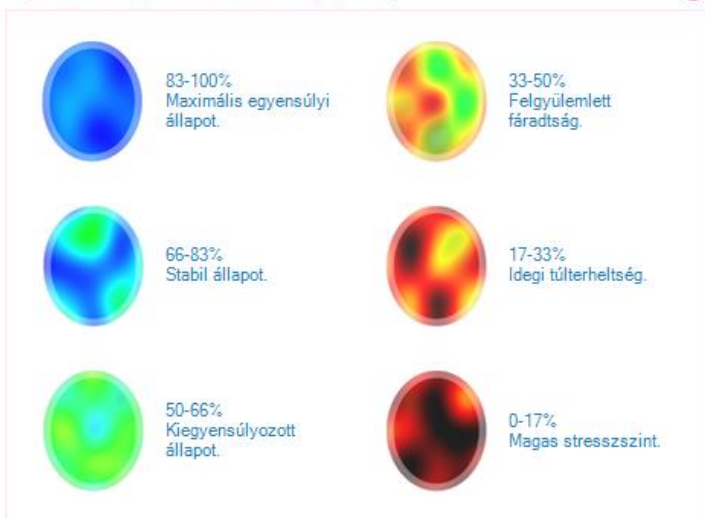 83-100%
Maximális egyensúlyi
állapot.
66-83%
Stabil állapot.
50-66%
Kiegyensúlyozott
állapot.
33-50%
Felgyülemlett
fáradtság.
17-33%
Idegi túlterheltség.
0-17%
Magas stresszszint.